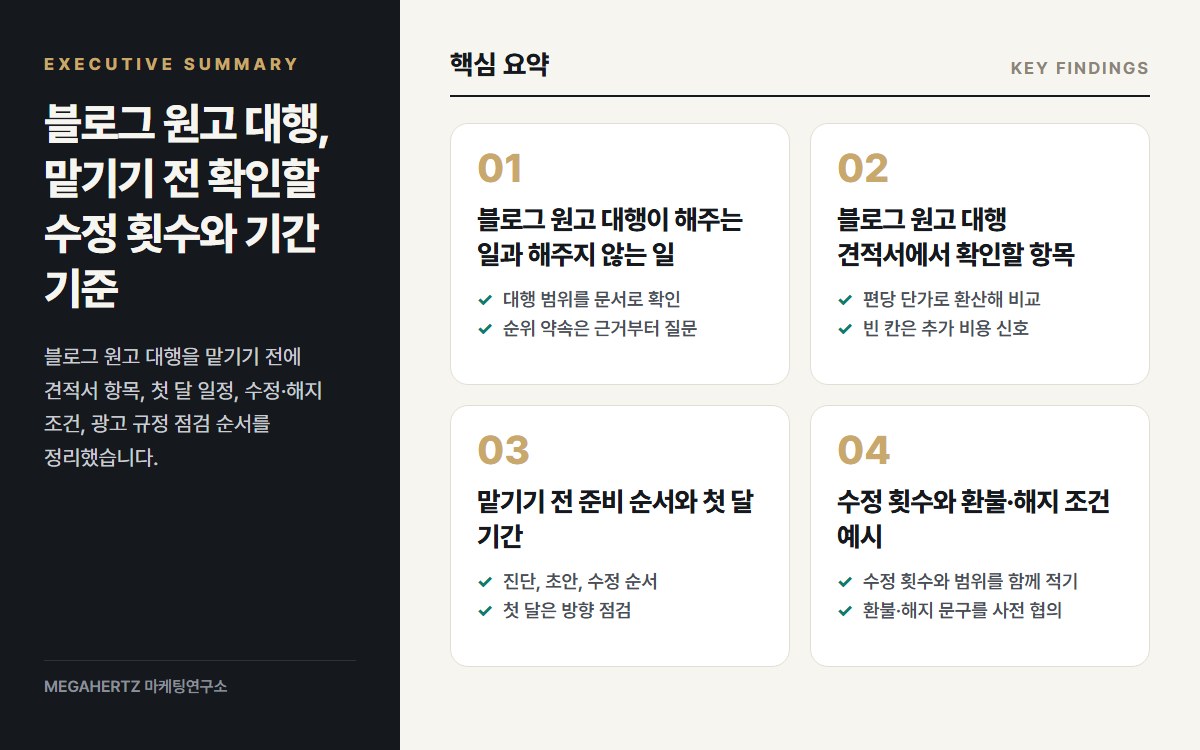 EXECUTIVE SUMMARY
블로그 원고 대행,
맡기기 전 확인할
수정 횟수와 기간
기준
블로그 원고 대행을 맡기기 전에
견적서 항목, 첫 달 일정, 수정·해지
조건, 광고 규정 점검 순서를
정리했습니다.
MEGAHERTZ 마케팅연구소
핵심 요약
KEY FINDINGS
01
블로그 원고 대행이 해주는
일과 해주지 않는 일
✓ 대행 범위를 문서로 확인
✓ 순위 약속은 근거부터 질문
02
블로그 원고 대행
견적서에서 확인할 항목
✓ 편당 단가로 환산해 비교
✓ 빈 칸은 추가 비용 신호
03
맡기기 전 준비 순서와 첫 달
기간
✓ 진단, 초안, 수정 순서
✓ 첫 달은 방향 점검
04
수정 횟수와 환불·해지 조건
예시
✓ 수정 횟수와 범위를 함께 적기
✓ 환불·해지 문구를 사전 협의